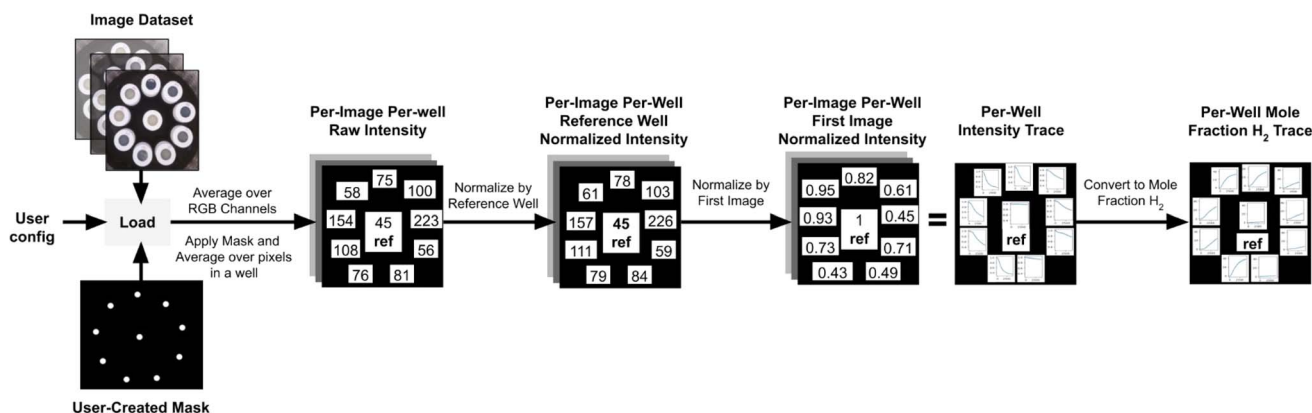 Image Dataset
User
config
Load
User-Created Mask
Average over
RGB Channels
Apply Mask and
Average over pixels
in a well
Per-Image Per-well
Raw Intensity
75
58
100
154
45
ref
223
108
56
76
81
Normalize by
Reference Well
Per-Image Per-Well
Reference Well
Normalized Intensity
78
61
103
157
45
ref
226
111
59
79
84
Normalize by
First Image
Per-Image Per-Well
First Image
Normalized Intensity
0.82
0.95
0.61
0.93
1
ref
0.45
0.73
0.71
0.43
0.49
=
Per-Well
Intensity Trace
ref
Convert to Mole
Fraction H₂
Per-Well Mole
Fraction H₂ Trace
ref